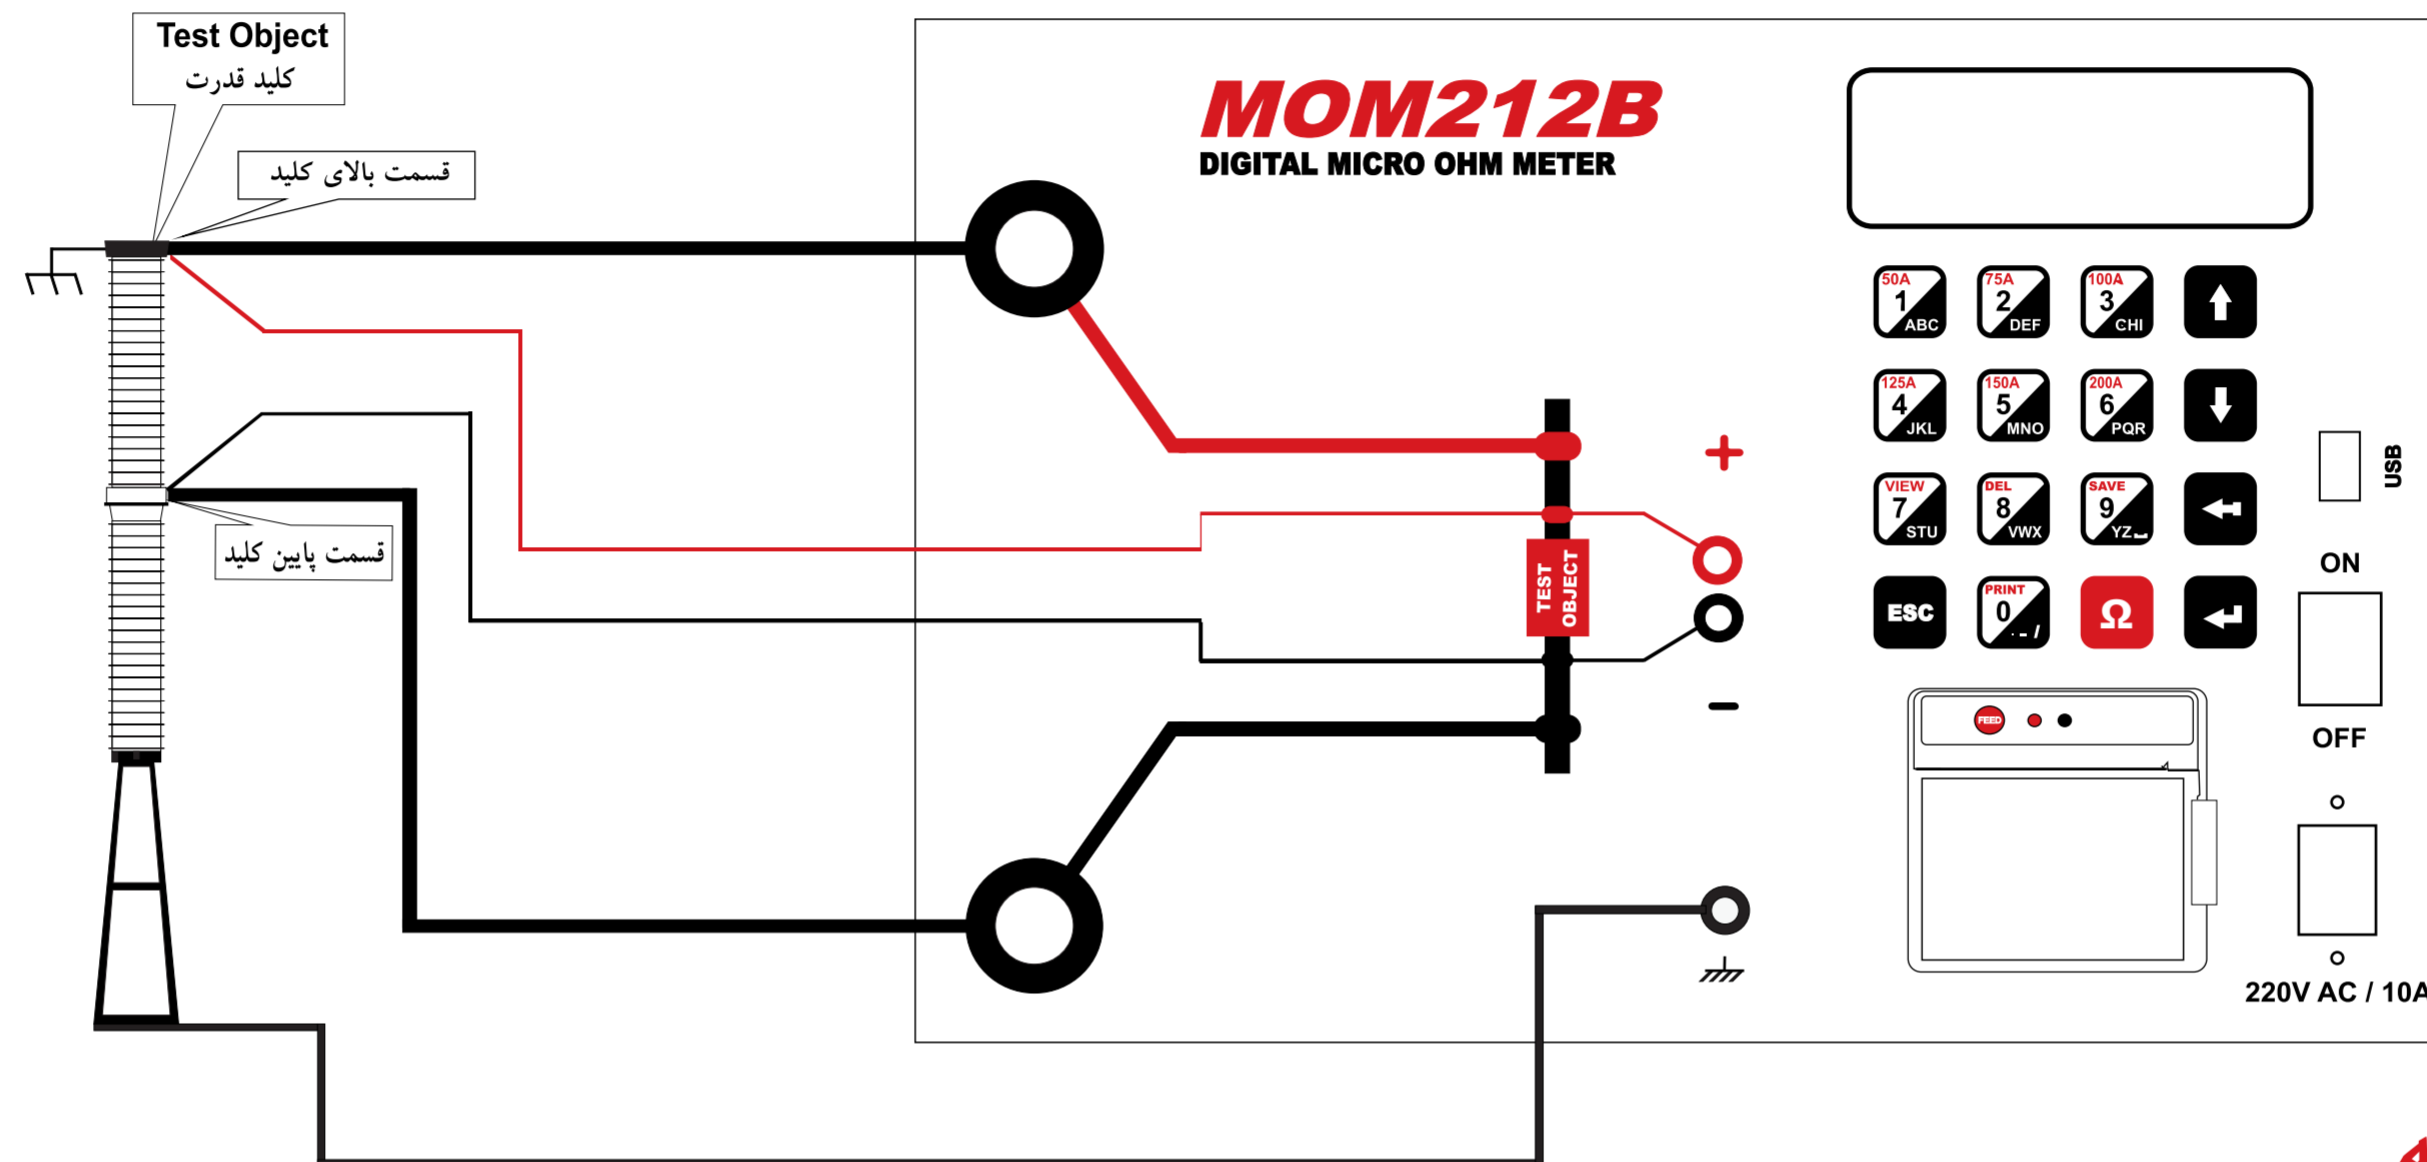 Test Object
کلید قدرت
قسمت بالای کلید
قسمت پایین کلید
MOM212B
DIGITAL MICRO OHM METER
+
TEST
OBJECT
-
50A
1
ABC
75A
2
DEF
100A
3
CHI
125A
4
JKL
150A
5
MNO
200A
6
PQR
VIEW
7
STU
DEL
8
VWX
SAVE
9
YZ
ESC
PRINT
0
. - /
Ω
USB
ON
OFF
FEED
220V AC / 10A